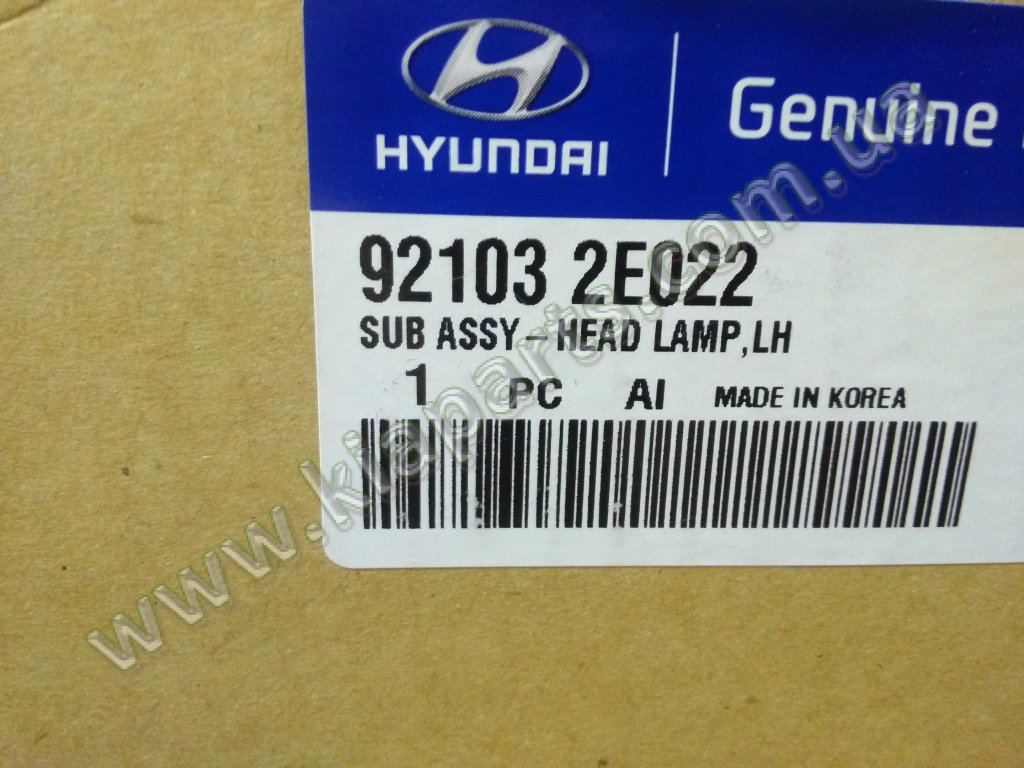 HYUNDAI
Genuine
92103 2E022
SUB ASSY-HEAD LAMP,LH
1 PC AI MADE IN KOREA
www.kiaparts.com.ua